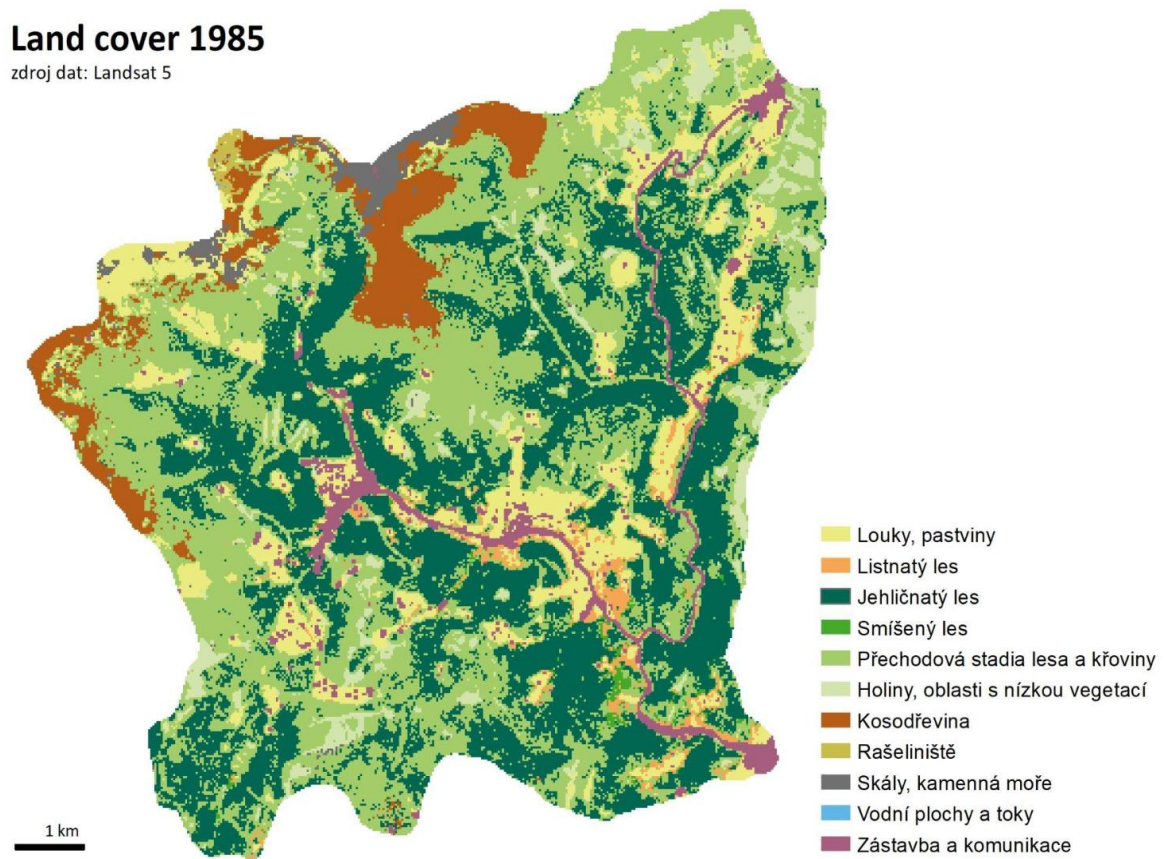 Land cover 1985
zdroj dat: Landsat 5
Louky, pastviny
Listnatý les
Jehličnatý les
Smíšený les
Přechodová stadia lesa a křoviny
Holiny, oblasti s nízkou vegetací
Kosodřevina
Rašeliniště
Skály, kamenná moře
Vodní plochy a toky
Zástavba a komunikace
1 km